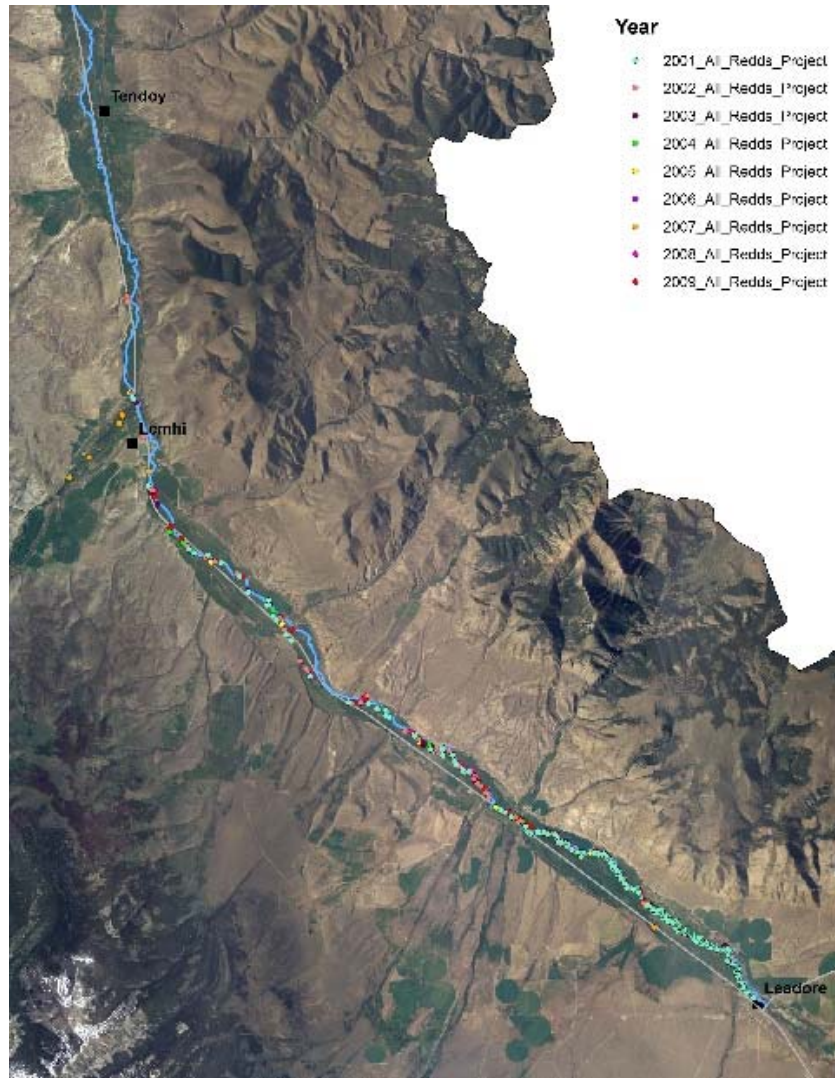 Year
2001_All_Redds_Project
2002_All_Redds_Project
2003_All_Redds_Project
2004_All_Redds_Project
2005_All_Redds_Project
2006_All_Redds_Project
2007_All_Redds_Project
2008_All_Redds_Project
2009_All_Redds_Project
Tendoy
Lemhi
Leadore